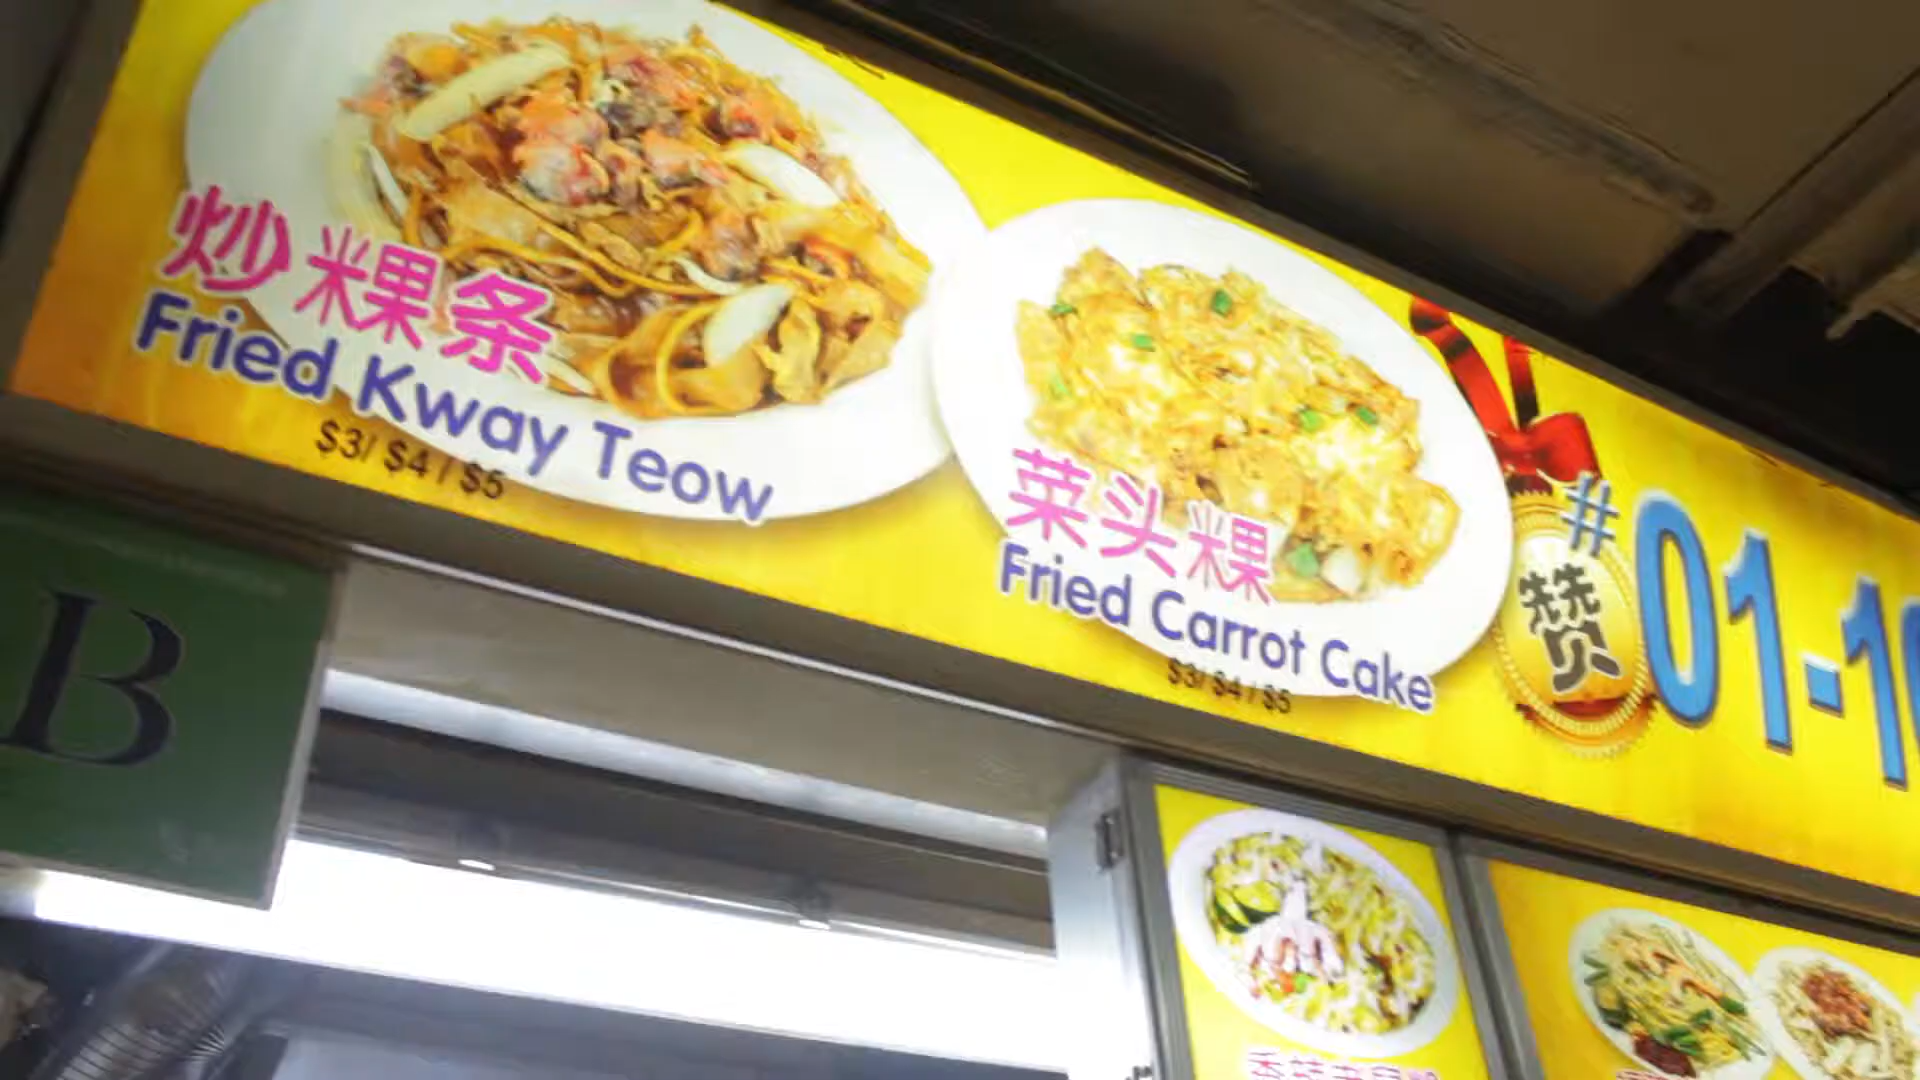 炒粿条
Fried Kway Teow
$3/ $4 / $5
菜头粿
Fried Carrot Cake
$3/ $4 / $5
赞
#01-1
B